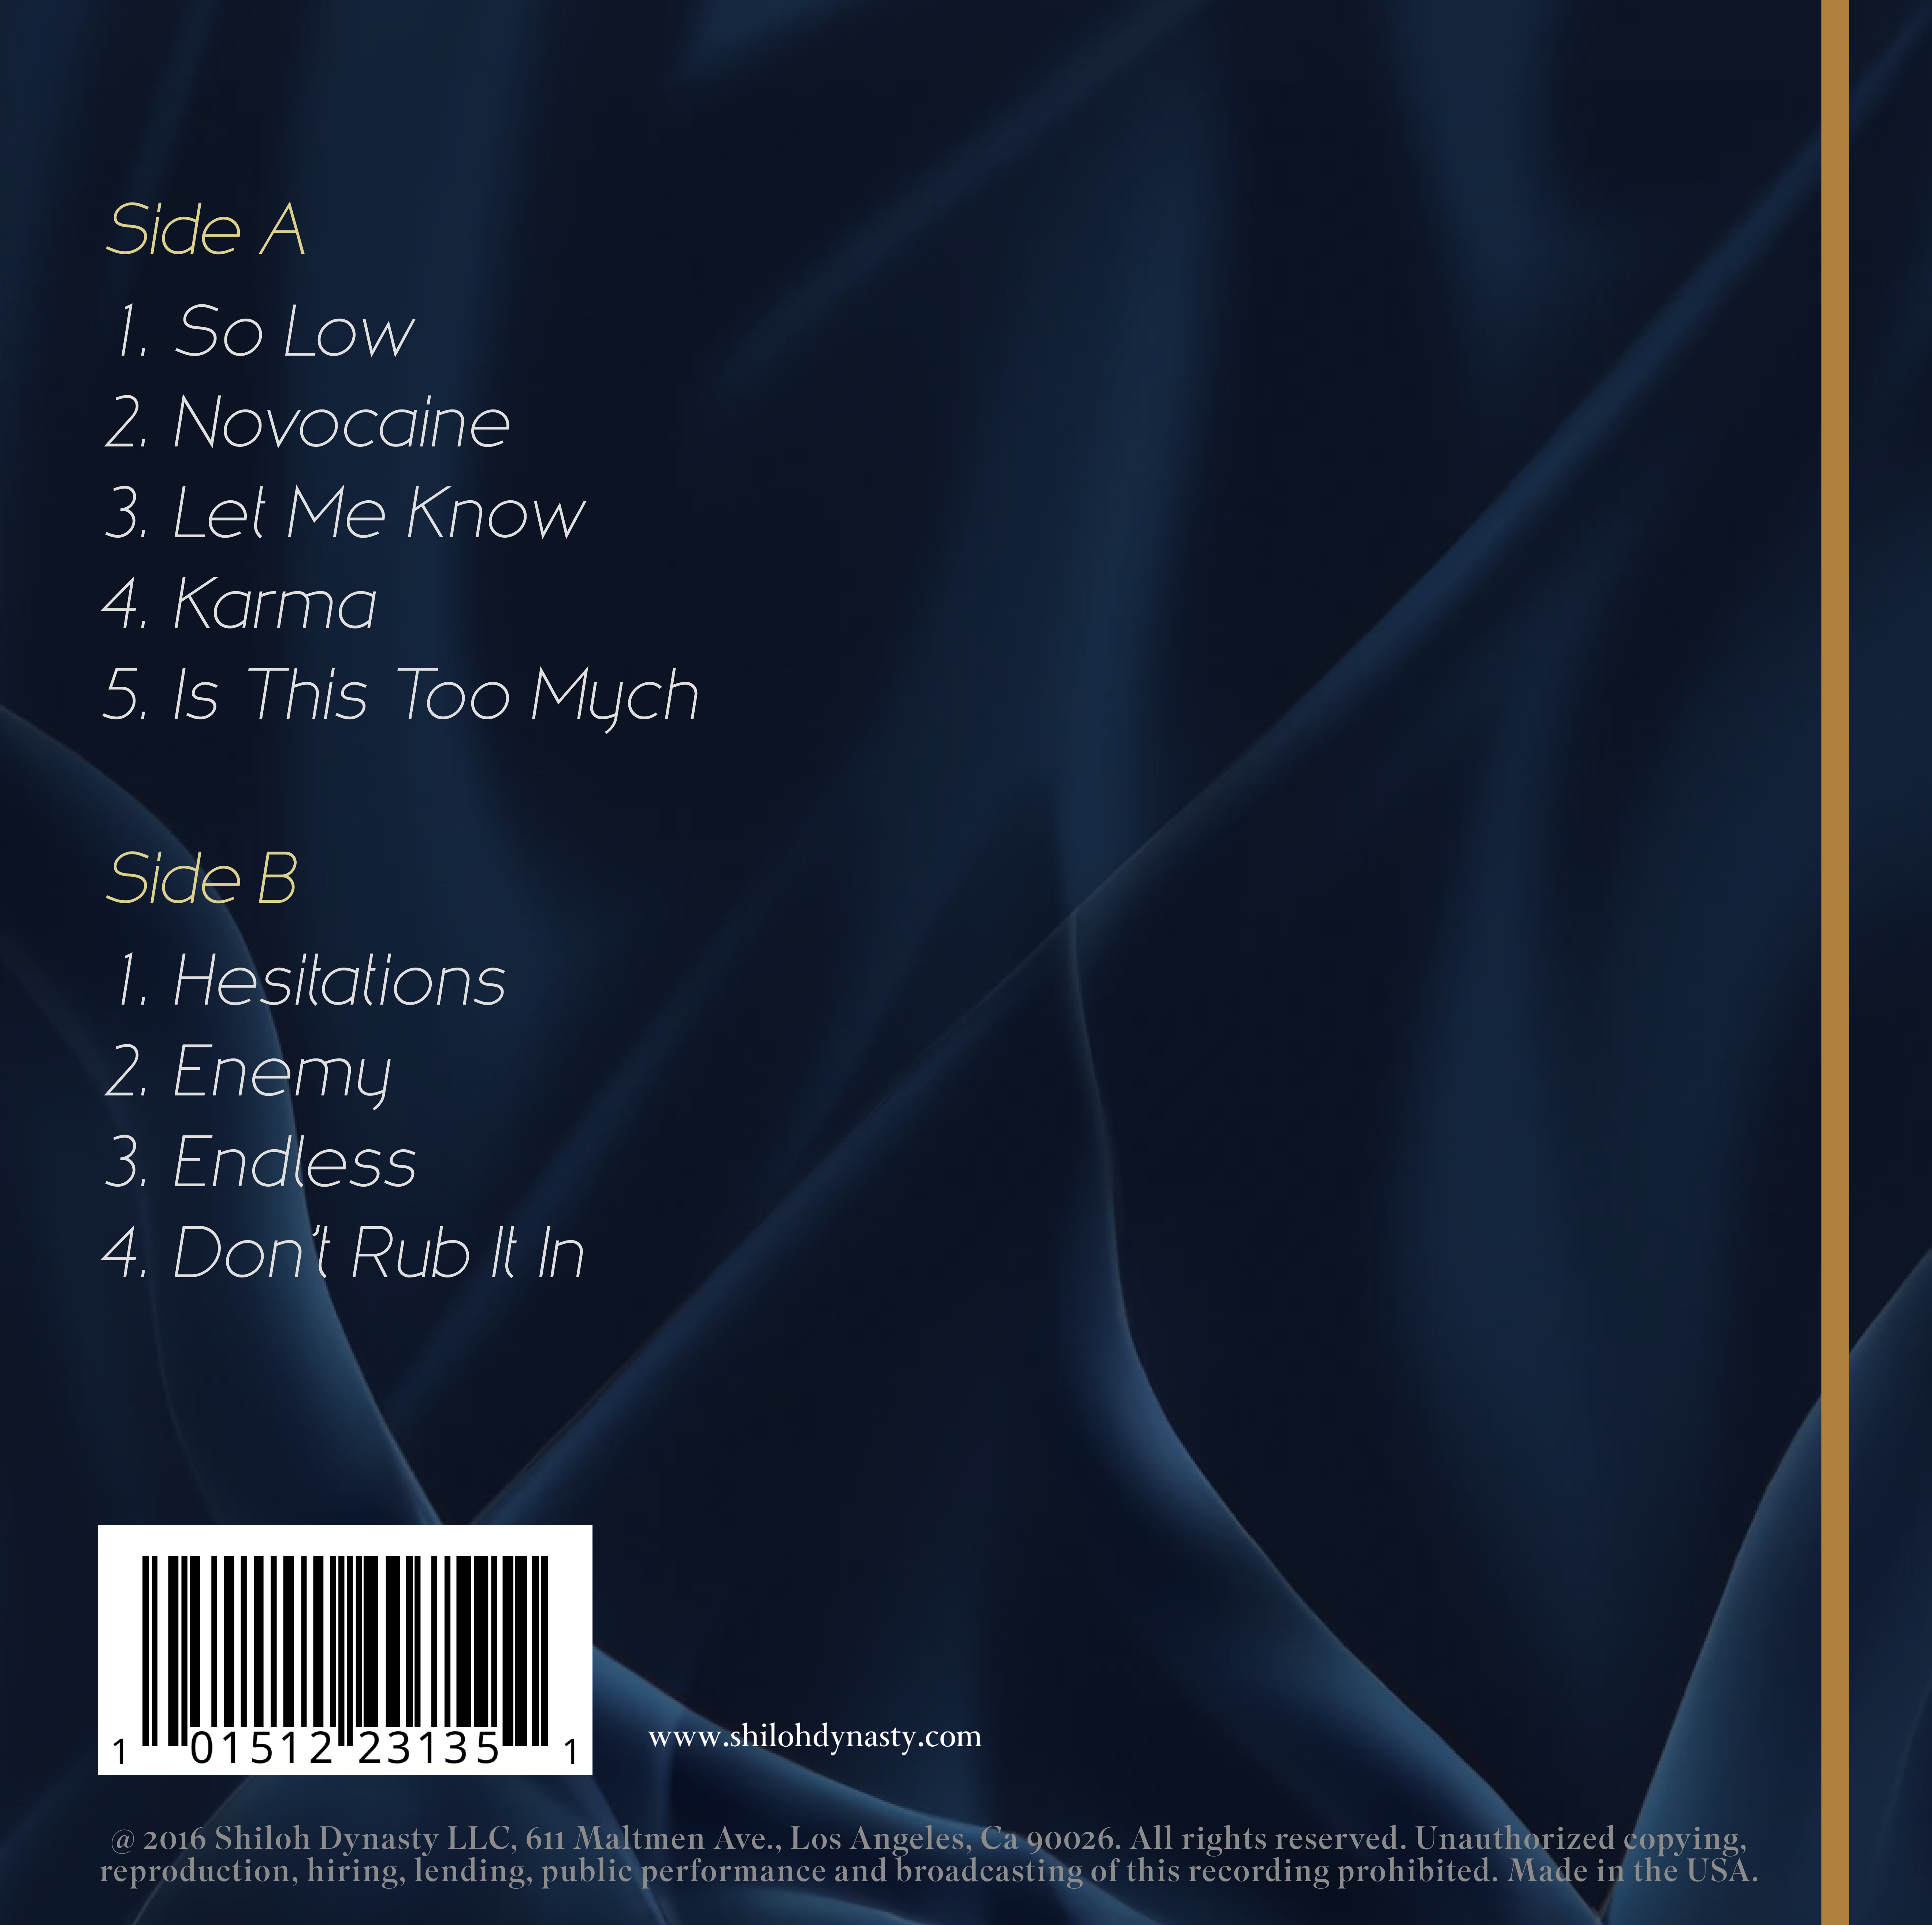 Side A
1. So Low
2. Novocaine
3. Let Me Know
4. Karma
5. Is This Too Mych
Side B
1. Hesitations
2. Enemy
3. Endless
4. Don't Rub It In
1 01512 23135 1
www.shilohdynasty.com
@ 2016 Shiloh Dynasty LLC, 611 Maltmen Ave., Los Angeles, Ca 90026. All rights reserved. Unauthorized copying,
reproduction, hiring, lending, public performance and broadcasting of this recording prohibited. Made in the USA.